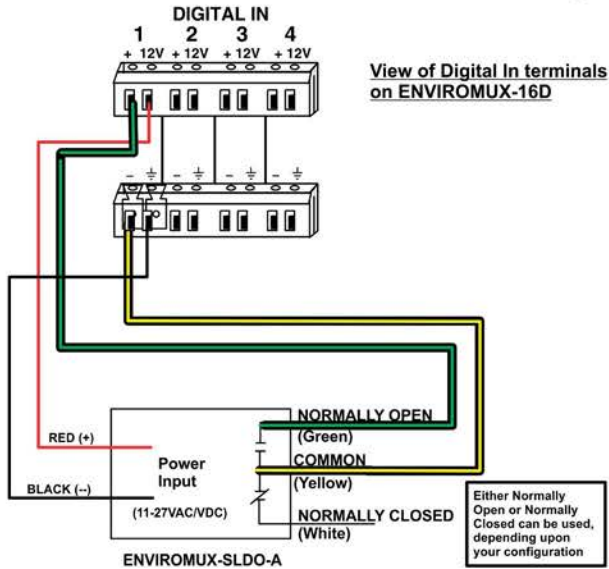 DIGITAL IN
1 2 3 4
+ 12V + 12V + 12V + 12V
View of Digital In terminals
on ENVIROMUX-16D
- ⏚ - ⏚ - ⏚ - ⏚
NORMALLY OPEN
(Green)
RED (+)
COMMON
Power
Input
(Yellow)
BLACK (--)
(11-27VAC/VDC)
NORMALLY CLOSED
(White)
Either Normally
Open or Normally
Closed can be used,
depending upon
your configuration
ENVIROMUX-SLDO-A